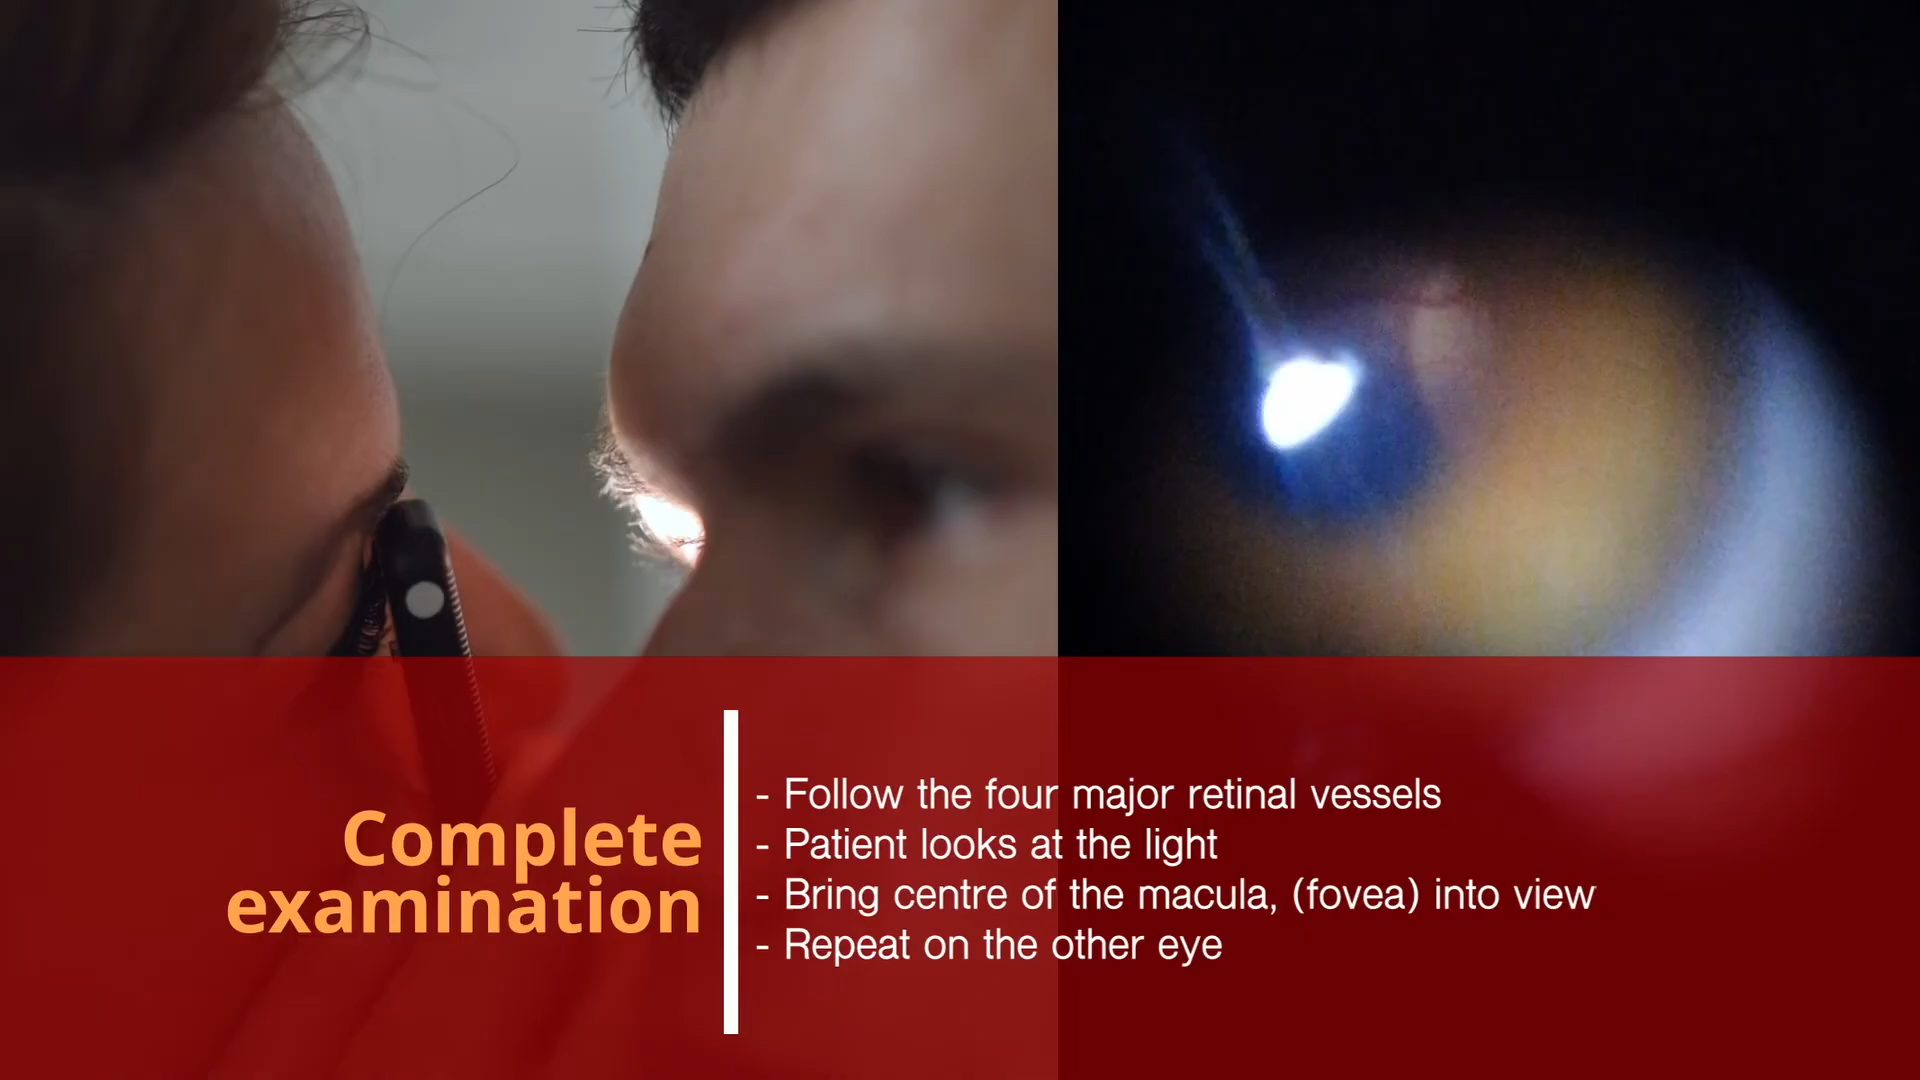 Complete
examination
- Follow the four major retinal vessels
- Patient looks at the light
- Bring centre of the macula, (fovea) into view
- Repeat on the other eye